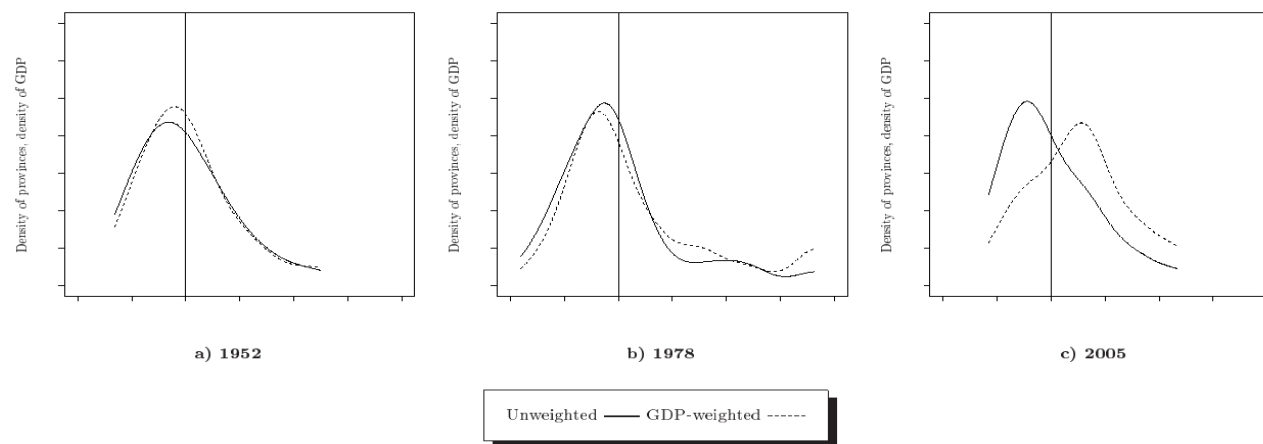 Density of provinces, density of GDP
Density of provinces, density of GDP
Density of provinces, density of GDP
a) 1952
b) 1978
c) 2005
Unweighted GDP-weighted